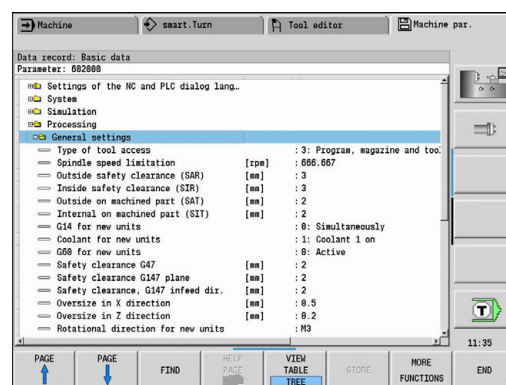 Machine
smart.Turn
Tool editor
Machine par.
Data record: Basic data
Parameter: 602000
Settings of the NC and PLC dialog lang…
System
Simulation
Processing
General settings
Type of tool access : 3: Program, magazine and too
Spindle speed limitation [rpm] : 666.667
Outside safety clearance (SAR) [mm] : 3
Inside safety clearance (SIR) [mm] : 3
Outside on machined part (SAT) [mm] : 2
Internal on machined part (SIT) [mm] : 2
G14 for new units : 0: Simultaneously
Coolant for new units : 1: Coolant 1 on
G60 for new units : 0: Active
Safety clearance G47 [mm] : 2
Safety clearance G147 plane [mm] : 2
Safety clearance, G147 infeed dir. [mm] : 2
Oversize in X direction [mm] : 0.5
Oversize in Z direction [mm] : 0.2
Rotational direction for new units : M3
T
11:35
PAGE
PAGE
FIND
HELP PAGE
VIEW TABLE TREE
STORE
MORE FUNCTIONS
END